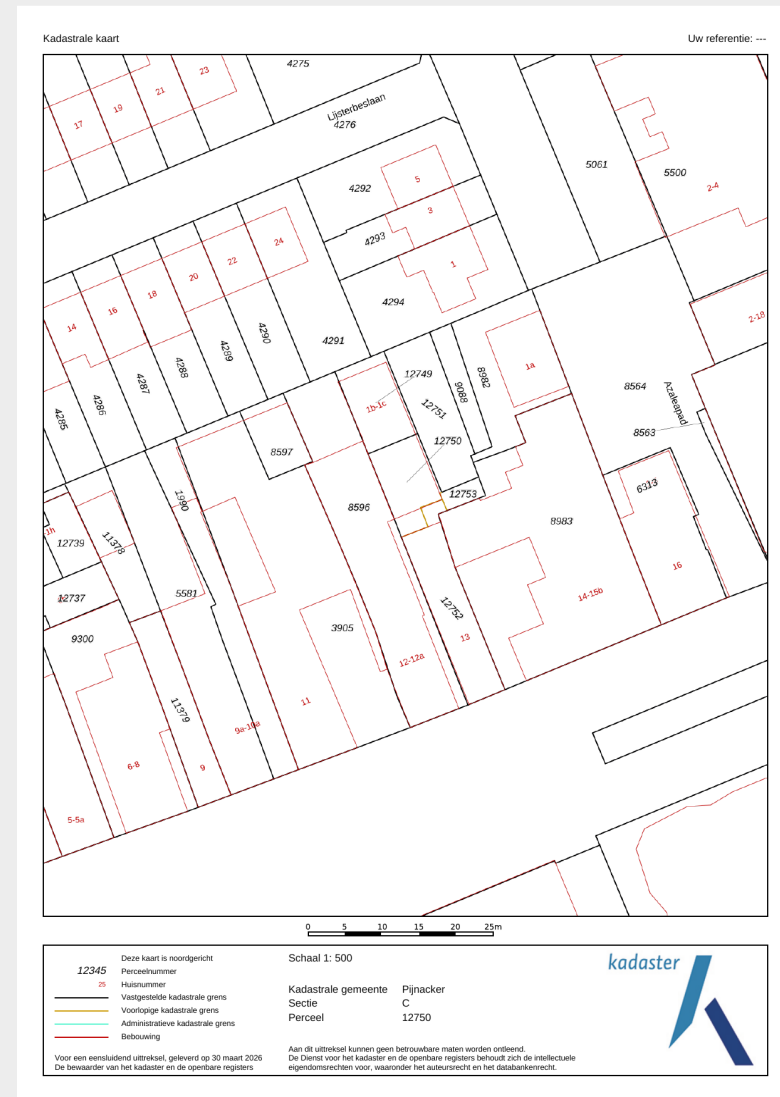 Kadastrale kaart
Uw referentie: ---
4275
23
21
19
17
Lijsterbeslaan
4276
5061
5500
2-4
4292
5
3
4293
1
4294
24
22
20
18
16
14
2-18
4291
4290
4289
4288
4287
4286
4285
12749
1b-1c
12751
9088
8982
1a
8564
Azaleapad
8563
12750
8597
12753
6313
8596
8983
1990
11378
1h
12739
12737
5581
16
14-15b
12752
9300
3905
13
12-12a
11379
11
9a-10a
6-8
9
5-5a
0 5 10 15 20 25m
Deze kaart is noordgericht
12345 Perceelnummer
25 Huisnummer
Vastgestelde kadastrale grens
Voorlopige kadastrale grens
Administratieve kadastrale grens
Bebouwing
Voor een eensluidend uittreksel, geleverd op 30 maart 2026
De bewaarder van het kadaster en de openbare registers
Schaal 1: 500
Kadastrale gemeente Pijnacker
Sectie C
Perceel 12750
Aan dit uittreksel kunnen geen betrouwbare maten worden ontleend.
De Dienst voor het kadaster en de openbare registers behoudt zich de intellectuele
eigendomsrechten voor, waaronder het auteursrecht en het databankenrecht.
kadaster